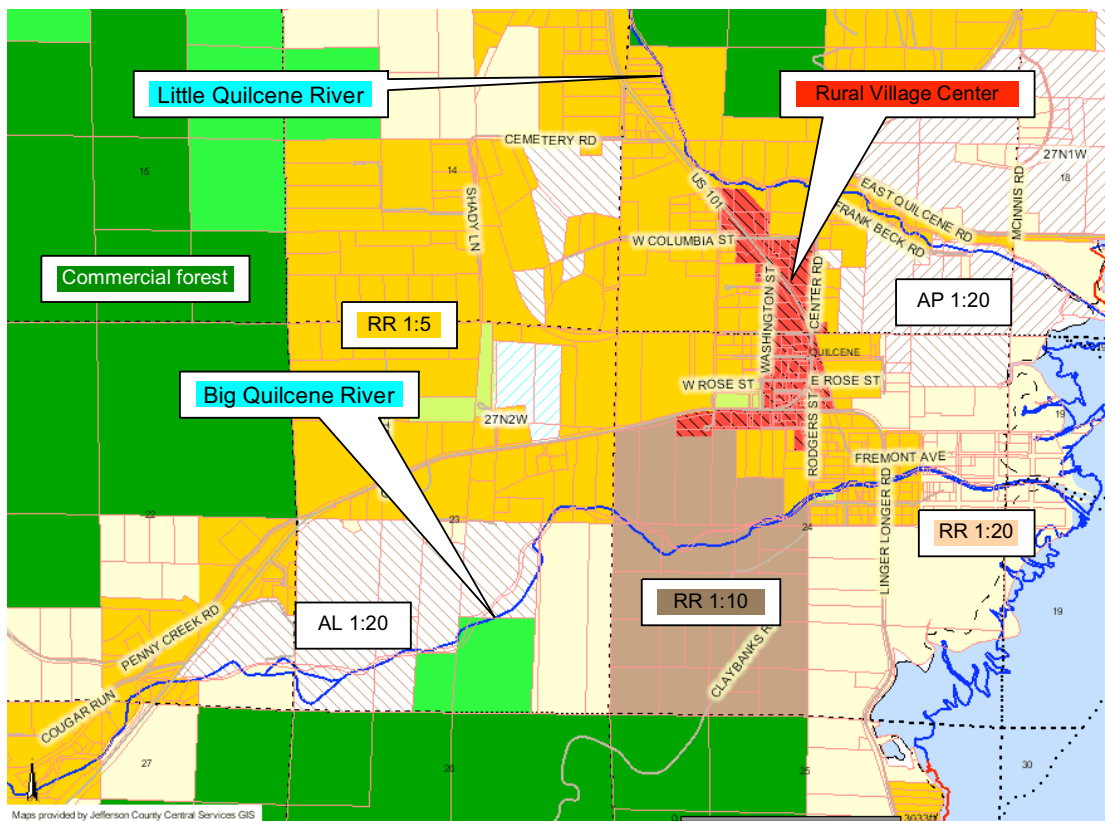 Little Quilcene River
Rural Village Center
CEMETERY RD
27N1W
15
14
18
US 101
SHADY LN
EAST QUILCENE RD
FRANK BECK RD
MCINNIS RD
W COLUMBIA ST
Commercial forest
WASHINGTON ST
CENTER RD
AP 1:20
RR 1:5
QUILCENE
W ROSE ST
E ROSE ST
Big Quilcene River
27N2W
19
RODGERS ST
FREMONT AVE
LINGER LONGER RD
22
23
24
RR 1:20
RR 1:10
AL 1:20
19
PENNY CREEK RD
CLAYBANKS R
COUGAR RUN
27
26
25
30
Maps provided by Jefferson County Central Services GIS
0